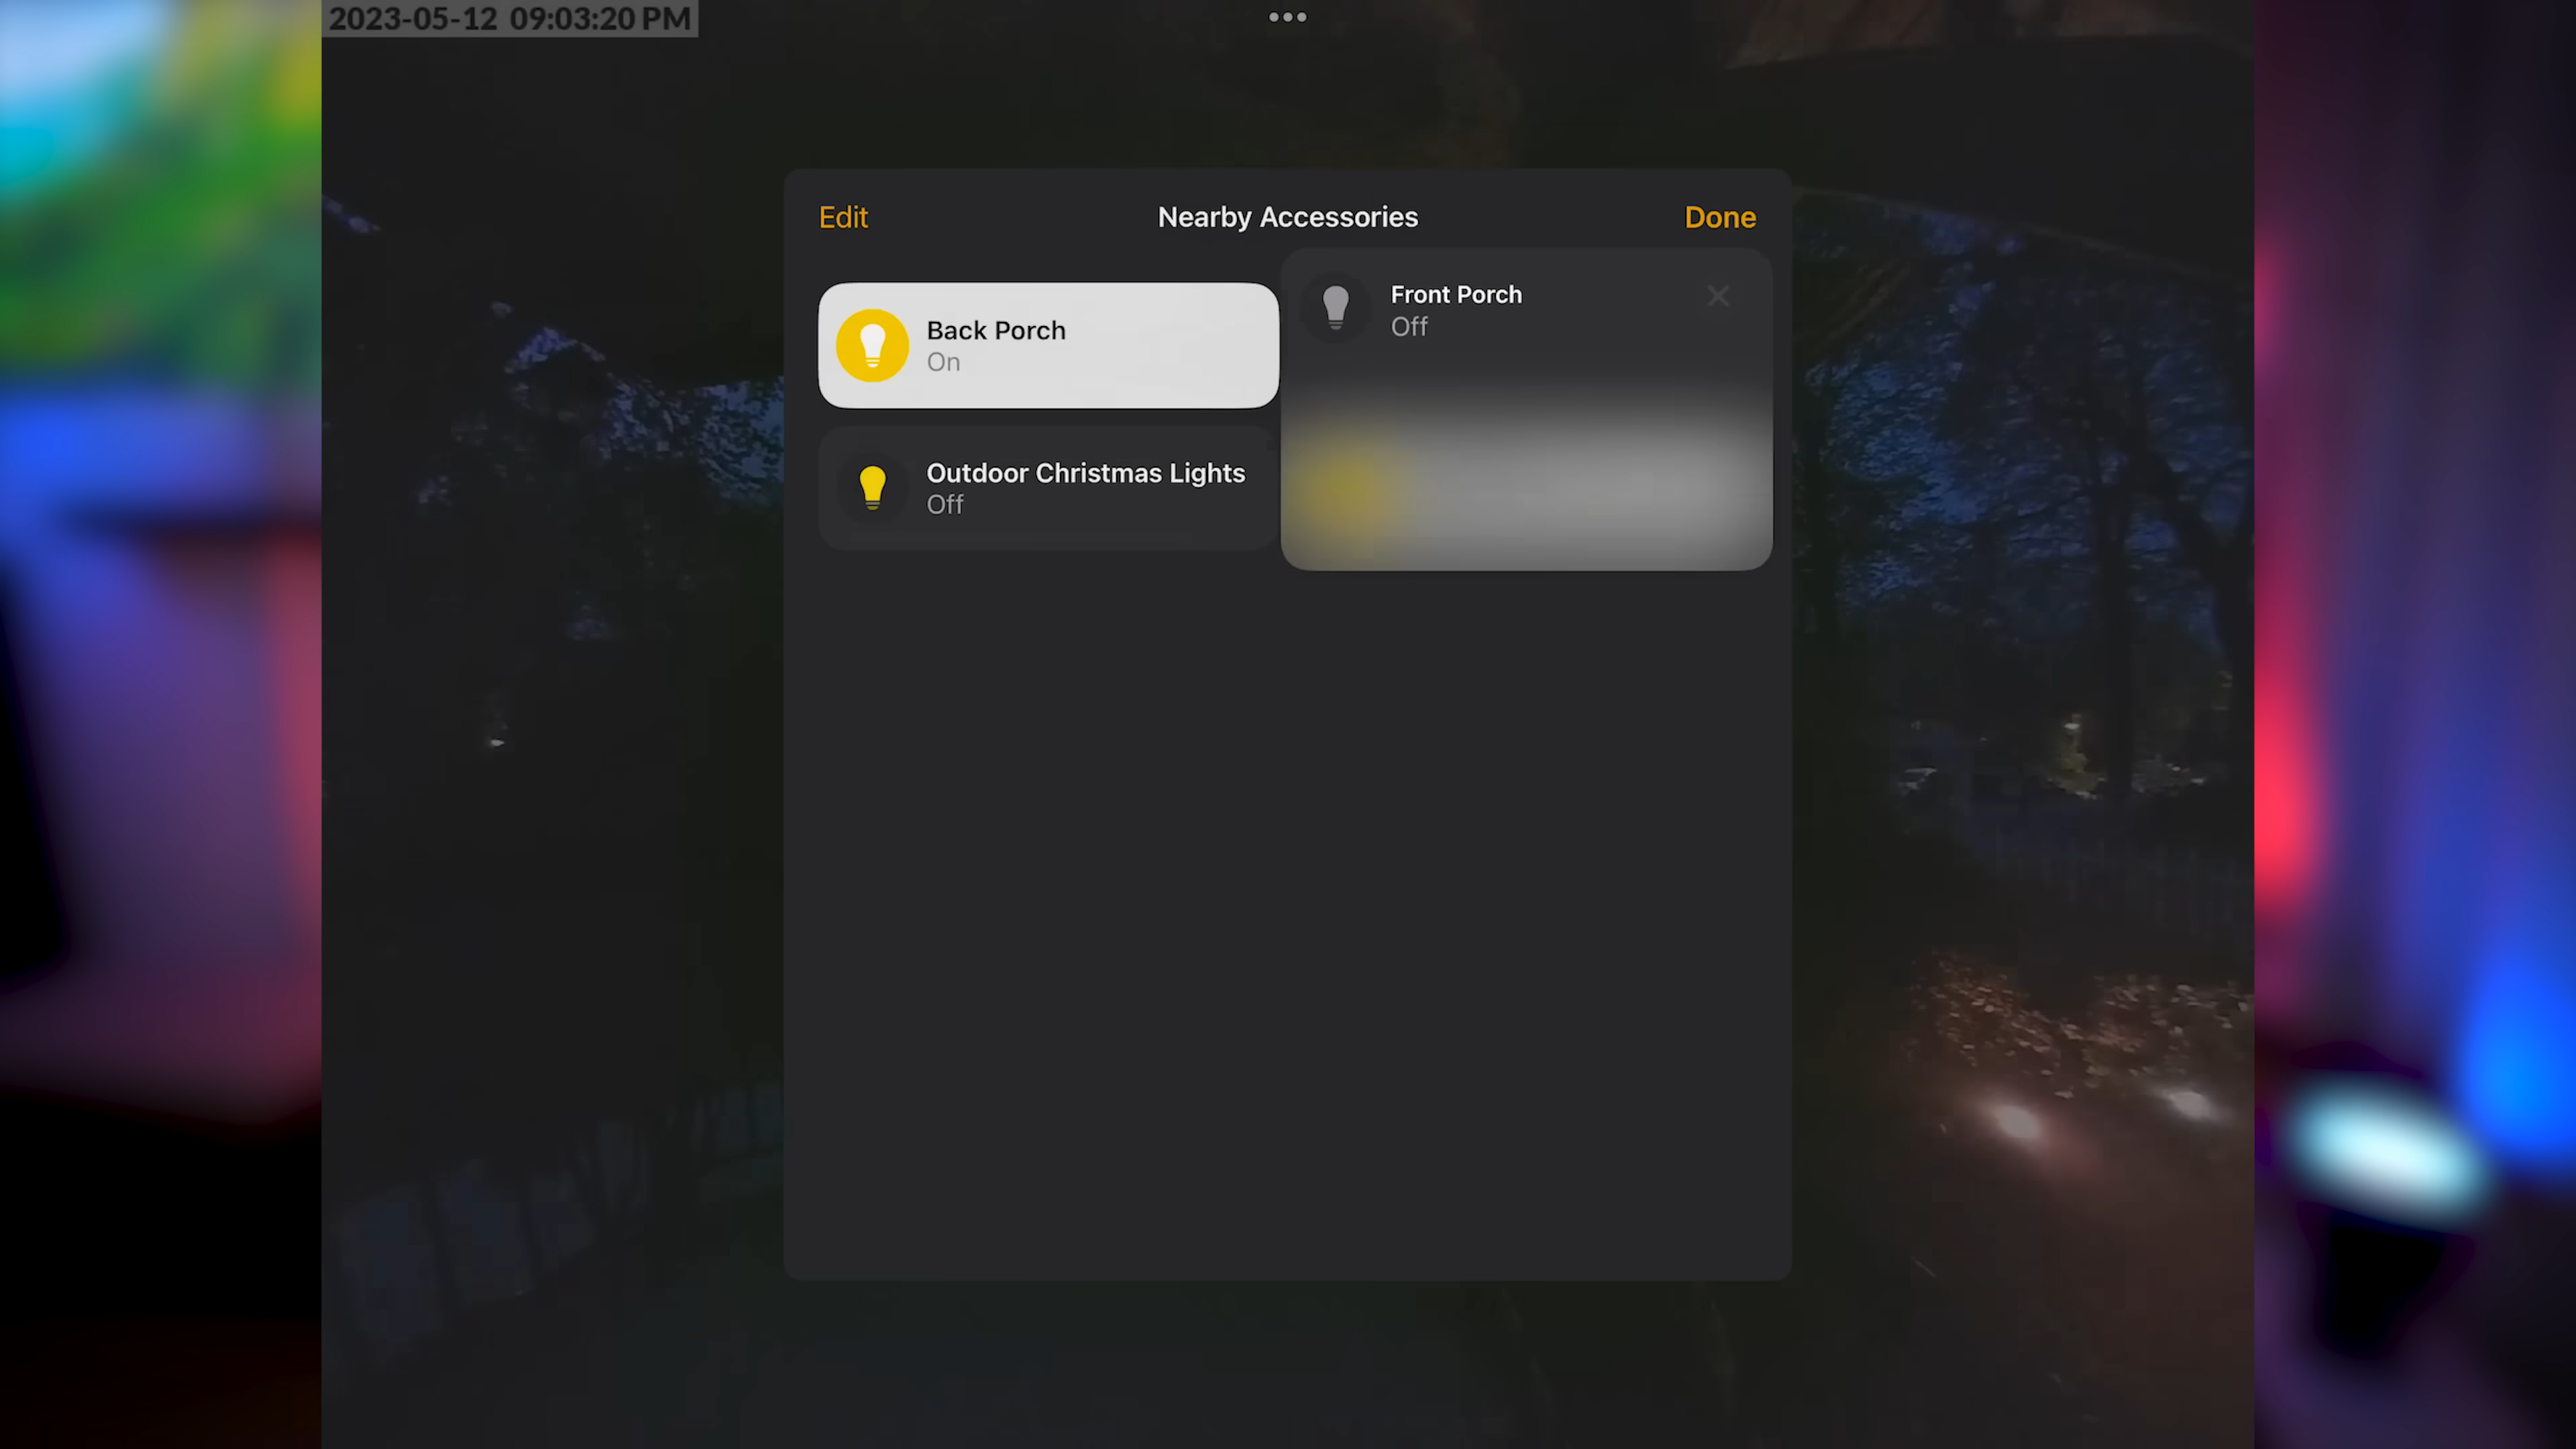 2023-05-12 09:03:20 PM
Edit
Nearby Accessories
Done
Back Porch
On
Front Porch
Off
Outdoor Christmas Lights
Off